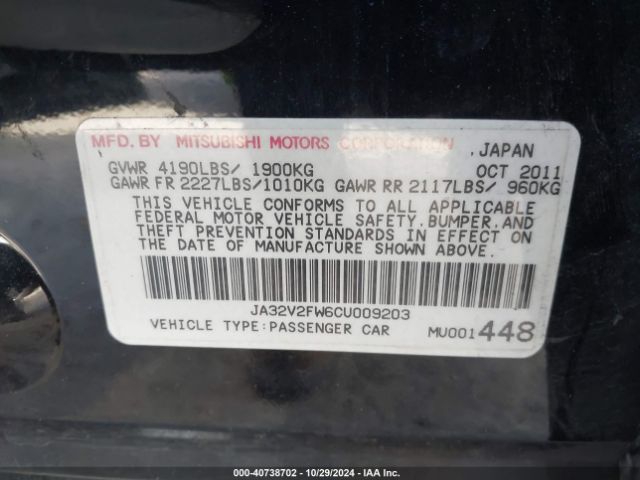 MFD. BY MITSUBISHI MOTORS CORPORATION, JAPAN
GVWR 4190LBS/ 1900KG OCT 2011
GAWR FR 2227LBS/1010KG GAWR RR 2117LBS/ 960KG
THIS VEHICLE CONFORMS TO ALL APPLICABLE
FEDERAL MOTOR VEHICLE SAFETY, BUMPER, AND
THEFT PREVENTION STANDARDS IN EFFECT ON
THE DATE OF MANUFACTURE SHOWN ABOVE.
JA32V2FW6CU009203
VEHICLE TYPE:PASSENGER CAR MU001448
000-40738702 - 10/29/2024 - IAA Inc.